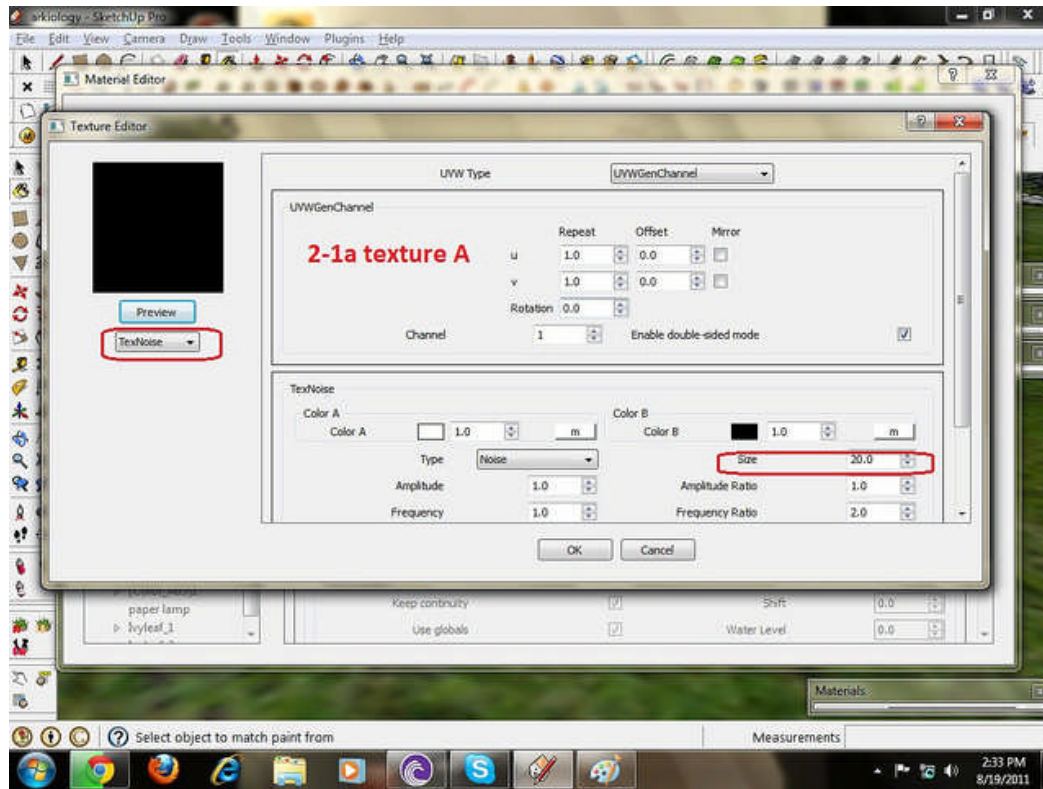 arkiology - SketchUp Pro
File Edit View Camera Draw Tools Window Plugins Help
Material Editor
Texture Editor
UVW Type UVWGenChannel
UVWGenChannel
Repeat Offset Mirror
2-1a texture A
u 1.0 0.0
v 1.0 0.0
Rotation 0.0
Preview
TexNoise
Channel 1 Enable double-sided mode
TexNoise
Color A Color B
Color A 1.0 m Color B 1.0 m
Type Noise Size 20.0
Amplitude 1.0 Amplitude Ratio 1.0
Frequency 1.0 Frequency Ratio 2.0
OK Cancel
Keep continuity Shift 0.0
paper lamp
Ivyleaf_1 Use globals Water Level 0.0
Materials
Select object to match paint from Measurements
2:33 PM
8/19/2011